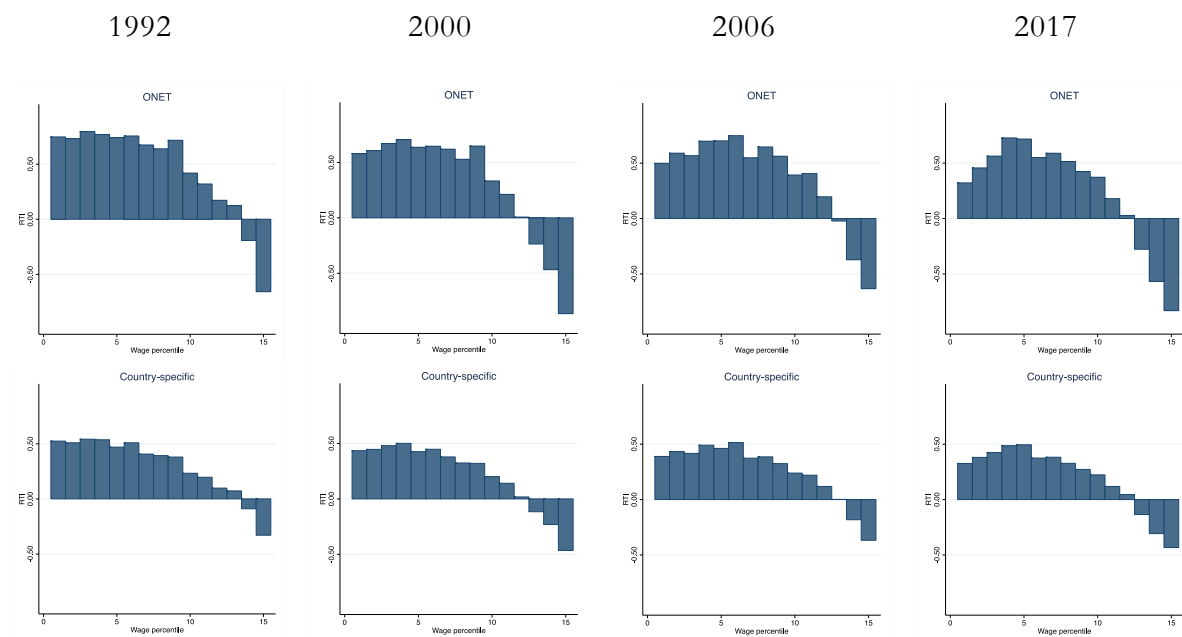 1992 2000 2006 2017
ONET ONET ONET ONET
0.50 0.50 0.50 0.50
RTI RTI RTI RTI
0.00 0.00 0.00 0.00
-0.50 -0.50 -0.50 -0.50
0 5 10 15 0 5 10 15 0 5 10 15 0 5 10 15
Wage percentile Wage percentile Wage percentile Wage percentile
Country-specific Country-specific Country-specific Country-specific
0.50 0.50 0.50 0.50
RTI RTI RTI RTI
0.00 0.00 0.00 0.00
-0.50 -0.50 -0.50 -0.50
0 5 10 15 0 5 10 15 0 5 10 15 0 5 10 15
Wage percentile Wage percentile Wage percentile Wage percentile